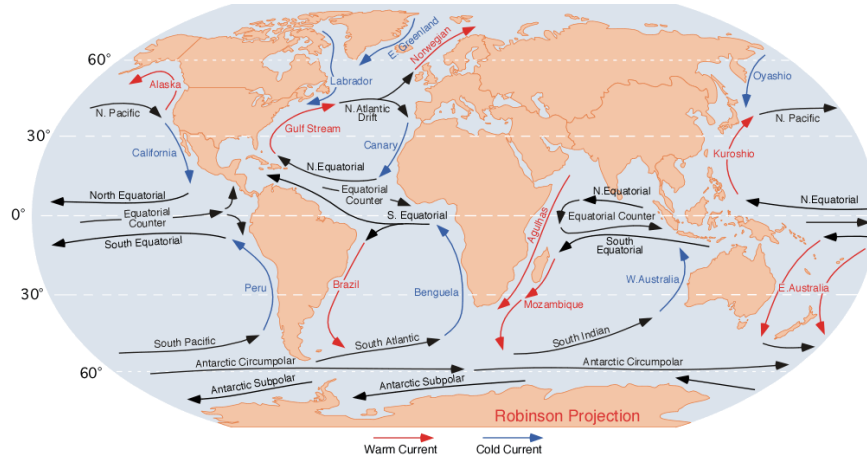 60°
30°
0°
30°
60°
Alaska
N. Pacific
California
North Equatorial
Equatorial
Counter
South Equatorial
Peru
South Pacific
Antarctic Circumpolar
Antarctic Subpolar
Labrador
E. Greenland
Norwegian
N. Atlantic
Drift
Gulf Stream
Canary
N.Equatorial
Equatorial
Counter
S. Equatorial
Brazil
Benguela
South Atlantic
Antarctic Subpolar
Agulhas
Mozambique
N.Equatorial
Equatorial Counter
South
Equatorial
W.Australia
South Indian
Antarctic Circumpolar
Oyashio
N. Pacific
Kuroshio
N.Equatorial
E.Australia
Robinson Projection
Warm Current
Cold Current